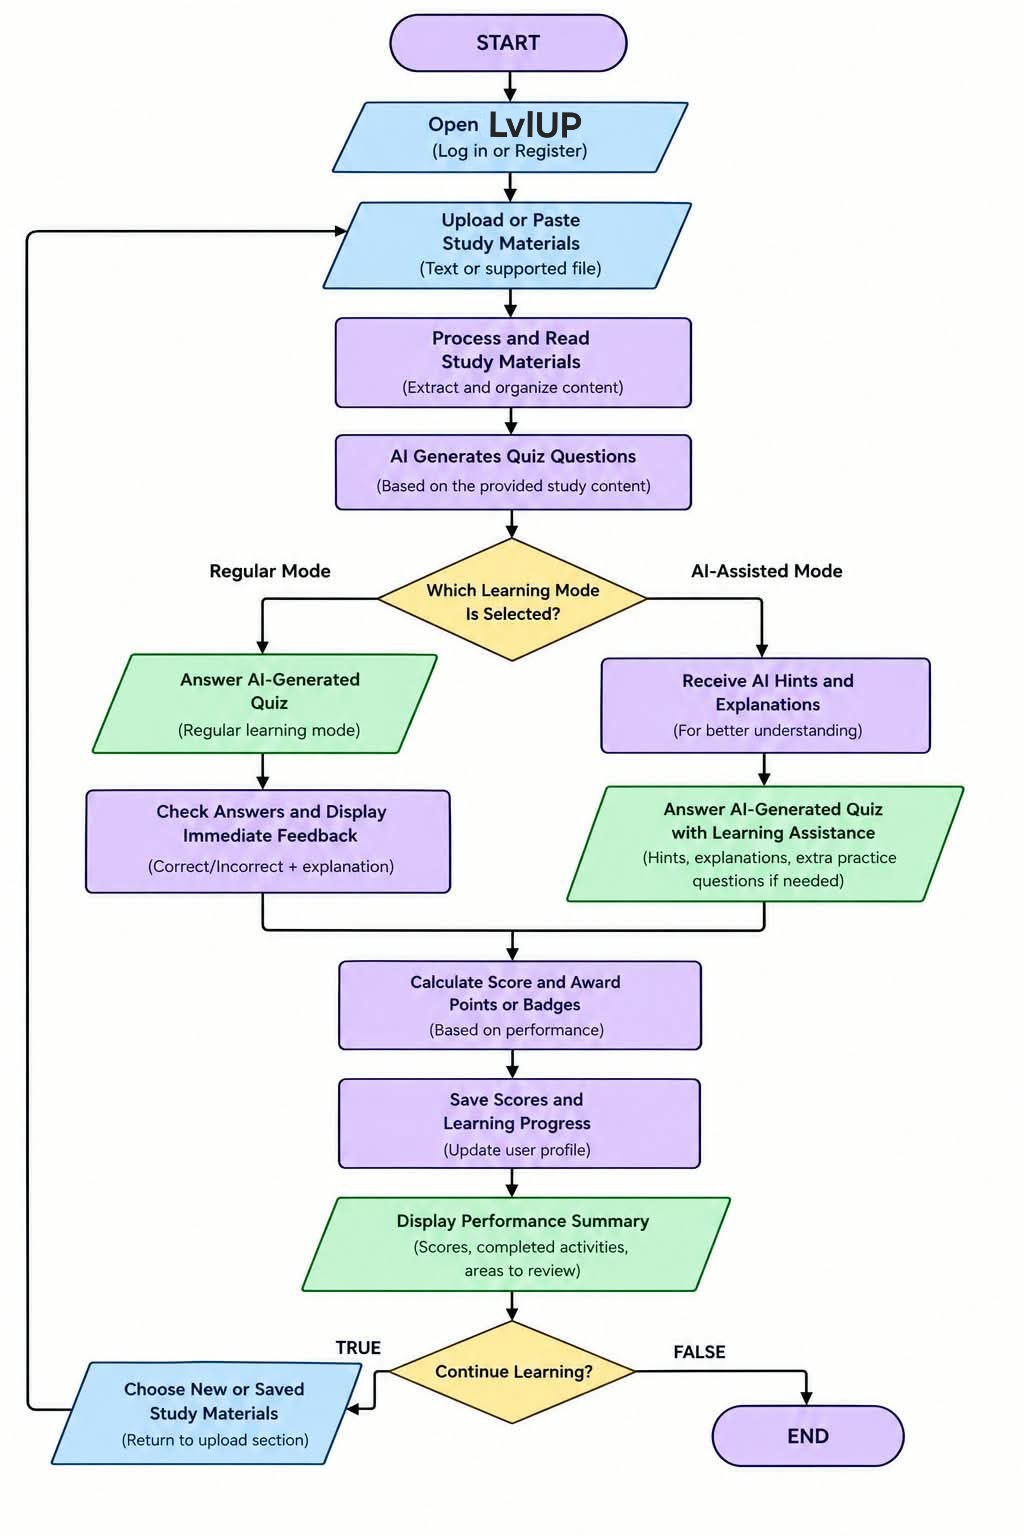 START
Open LvlUP
(Log in or Register)
Upload or Paste
Study Materials
(Text or supported file)
Process and Read
Study Materials
(Extract and organize content)
AI Generates Quiz Questions
(Based on the provided study content)
Which Learning Mode
Is Selected?
Regular Mode
AI-Assisted Mode
Answer AI-Generated
Quiz
(Regular learning mode)
Receive AI Hints and
Explanations
(For better understanding)
Check Answers and Display
Immediate Feedback
(Correct/Incorrect + explanation)
Answer AI-Generated Quiz
with Learning Assistance
(Hints, explanations, extra practice
questions if needed)
Calculate Score and Award
Points or Badges
(Based on performance)
Save Scores and
Learning Progress
(Update user profile)
Display Performance Summary
(Scores, completed activities,
areas to review)
Continue Learning?
TRUE
FALSE
Choose New or Saved
Study Materials
(Return to upload section)
END